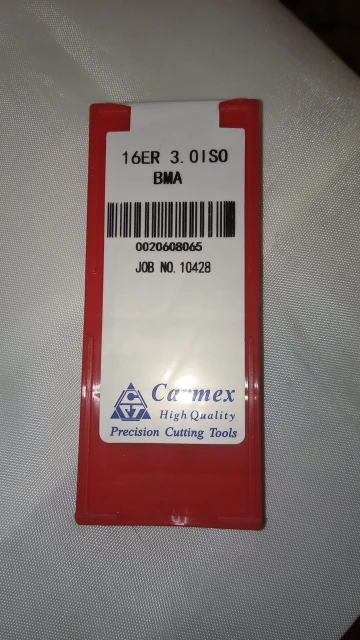 16ER 3.0ISO
BMA
0020608065
JOB NO.10428
Carmex
High Quality
Precision Cutting Tools